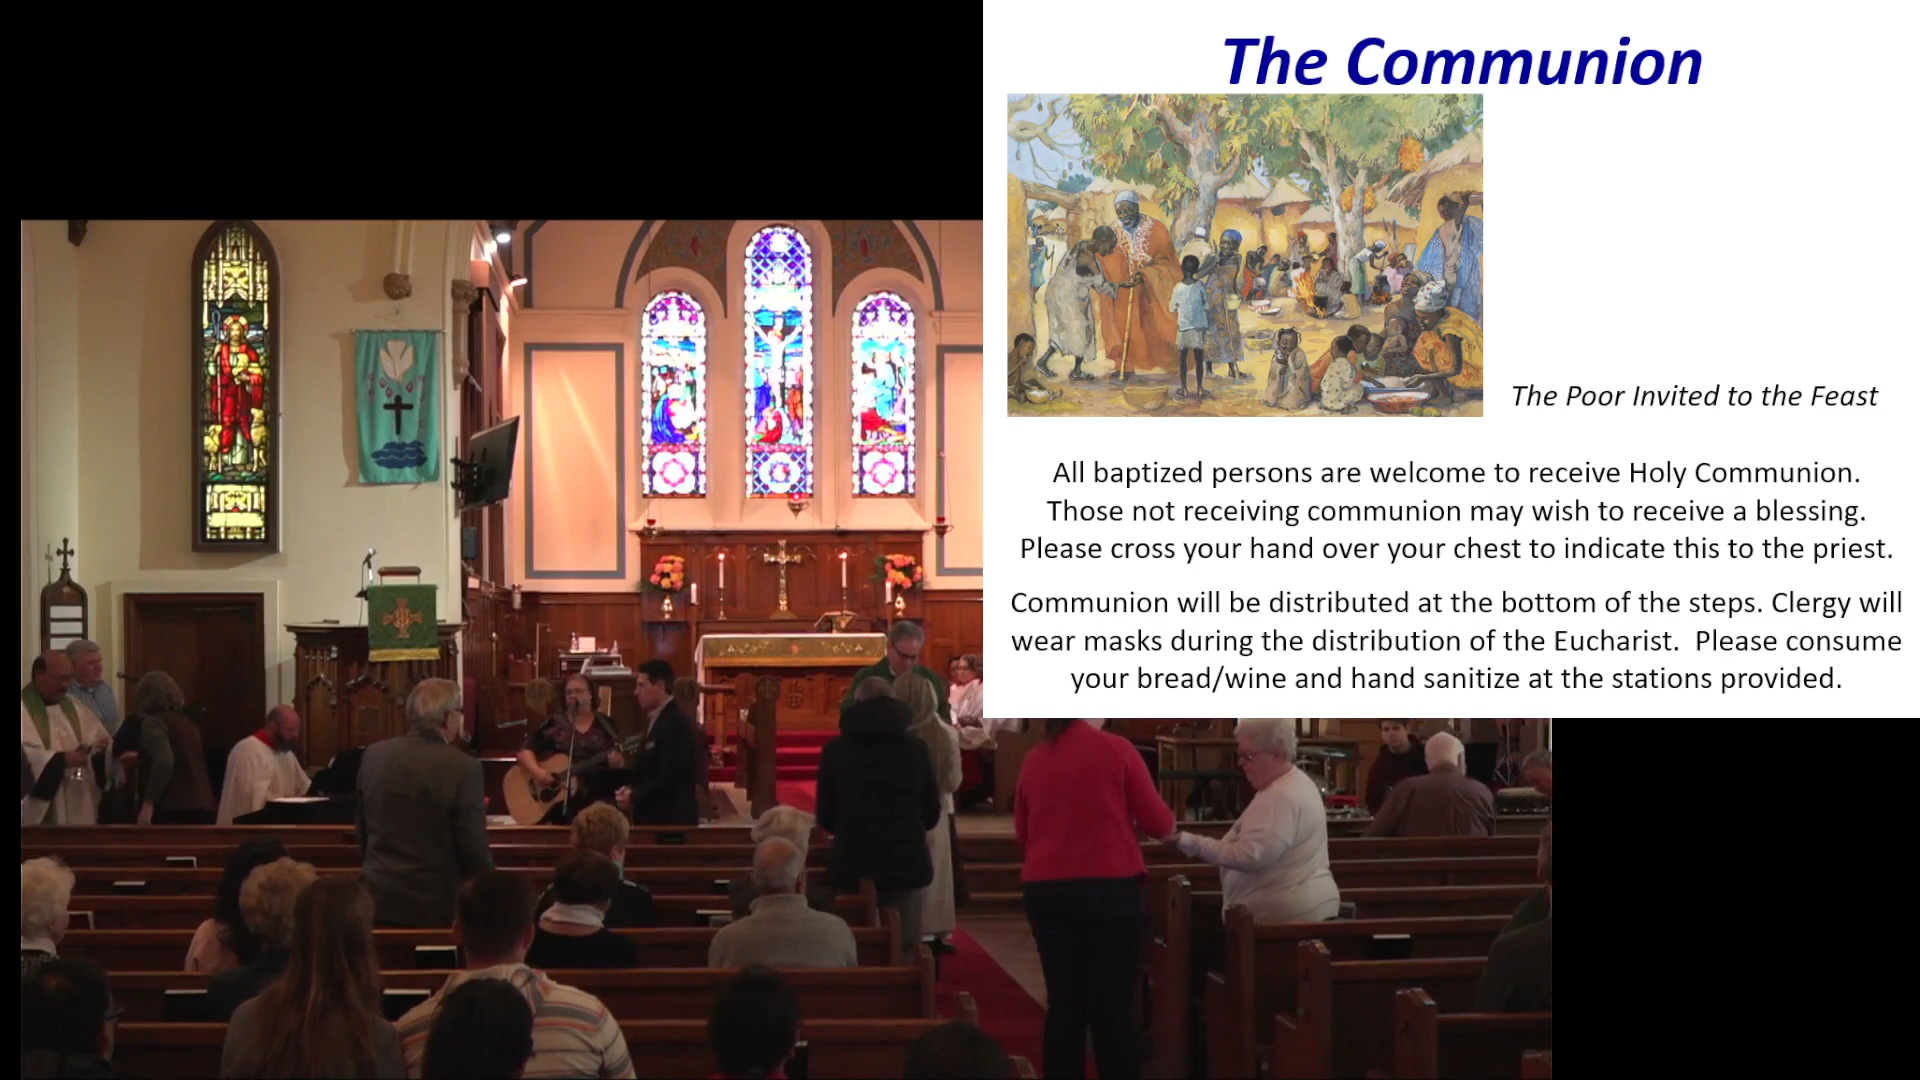 The Communion
The Poor Invited to the Feast
All baptized persons are welcome to receive Holy Communion.
Those not receiving communion may wish to receive a blessing.
Please cross your hand over your chest to indicate this to the priest.
Communion will be distributed at the bottom of the steps. Clergy will
wear masks during the distribution of the Eucharist.  Please consume
your bread/wine and hand sanitize at the stations provided.